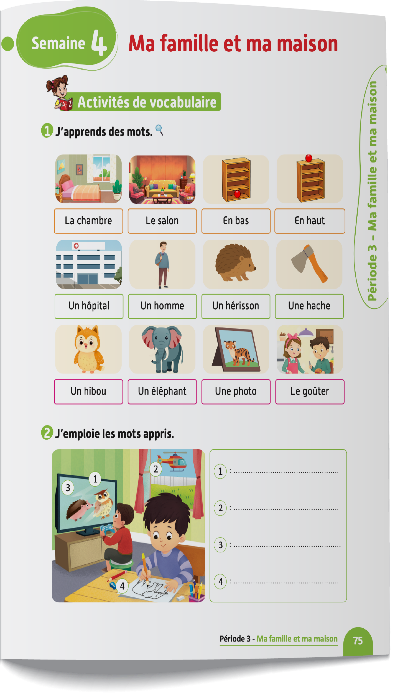 Semaine 4
Ma famille et ma maison
Activités de vocabulaire
1 J'apprends des mots.
La chambre
Le salon
En bas
En haut
Un hôpital
Un homme
Un hérisson
Une hache
Un hibou
Un éléphant
Une photo
Le goûter
2 J'emploie les mots appris.
3
1
2
4
1 :
2 :
3 :
4 :
Période 3 – Ma famille et ma maison
Période 3 - Ma famille et ma maison
75